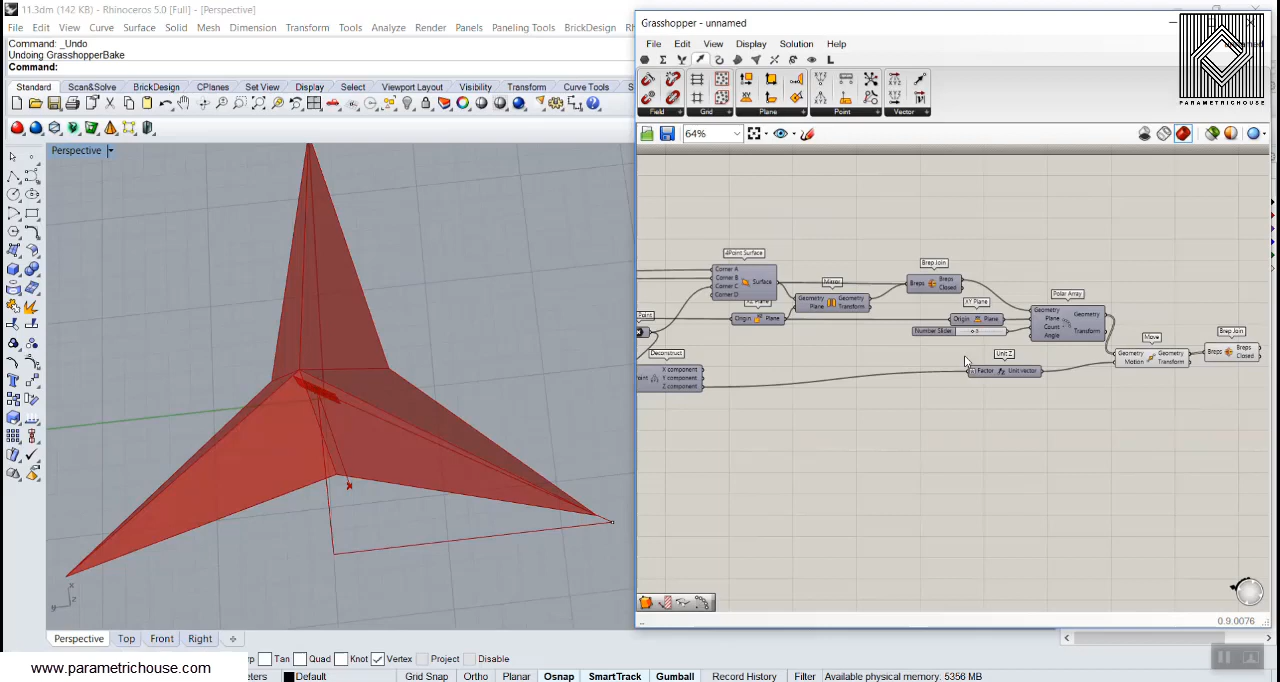 11.3dm (142 KB) - Rhinoceros 5.0 [Full] - [Perspective]
File Edit View Curve Surface Solid Mesh Dimension Transform Tools Analyze Render Panels Paneling Tools BrickDesign
Command: _Undo
Undoing GrasshopperBake
Command:
Standard Scan&Solve BrickDesign CPlanes Set View Display Select Viewport Layout Visibility Transform Curve Tools
Perspective
Grasshopper - unnamed
File Edit View Display Solution Help
Field Grid Plane Point Vector
PARAMETRICHOUSE
64%
4Point Surface
Corner A
Corner B
Corner C
Corner D
Surface
Origin Plane
Mirror
Geometry
Plane
Geometry
Transform
Brep Join
Breps
Breps
Closed
XY Plane
Origin Plane
Number Slider
Polar Array
Geometry
Plane
Count
Angle
Geometry
Transform
Move
Geometry
Motion
Geometry
Transform
Brep Join
Breps
Breps
Closed
Unit Z
Factor Unit vector
Point
Deconstruct
X component
Y component
Z component
0.9.0076
x
y
z
Perspective Top Front Right
Tan Quad Knot Vertex Project Disable
Default Grid Snap Ortho Planar Osnap SmartTrack Gumball Record History Filter Available physical memory: 5356 MB
www.parametrichouse.com